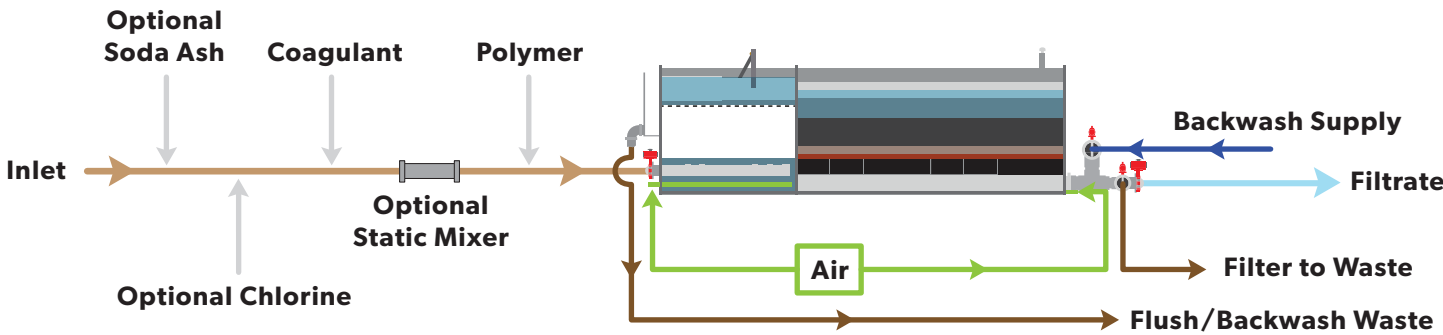 Optional
Soda Ash
Coagulant
Polymer
Backwash Supply
Inlet
Filtrate
Optional
Static Mixer
Air
Filter to Waste
Optional Chlorine
Flush/Backwash Waste